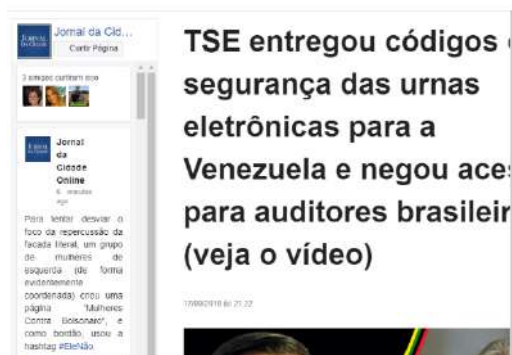 Jornal da Cid...
Curtir Página
3 amigos curtiram isso
Jornal
da
Cidade
Online
6 minutos
ago
Para tentar desviar o
foco da repercussão da
facada literal, um grupo
de mulheres de
esquerda (de forma
evidentemente
coordenada) criou uma
página "Mulheres
Contra Bolsonaro", e
como bordão, usou a
hashtag #EleNão
TSE entregou códigos
segurança das urnas
eletrônicas para a
Venezuela e negou aces
para auditores brasileir
(veja o vídeo)